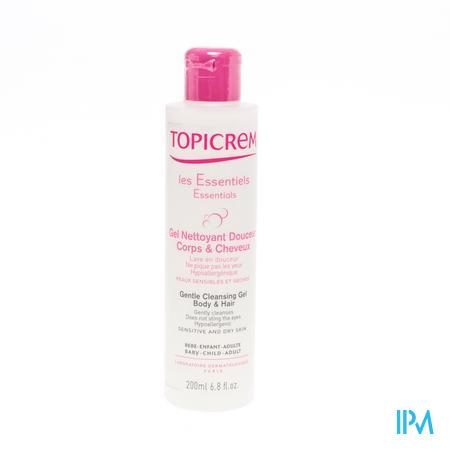 TOPICREM
les Essentiels
Essentials
Gel Nettoyant Douceur
Corps & Cheveux
Lave en douceur
Ne pique pas les yeux
Hypoallergénique
PEAUX SENSIBLES ET SECHES
Gentle Cleansing Gel
Body & Hair
Gently cleanses
Does not sting the eyes
Hypoallergenic
SENSITIVE AND DRY SKIN
BEBE-ENFANT-ADULTE
BABY-CHILD-ADULT
LABORATOIRE DERMATOLOGIQUE
PARIS
200ml 6.8 fl.oz.
IPM